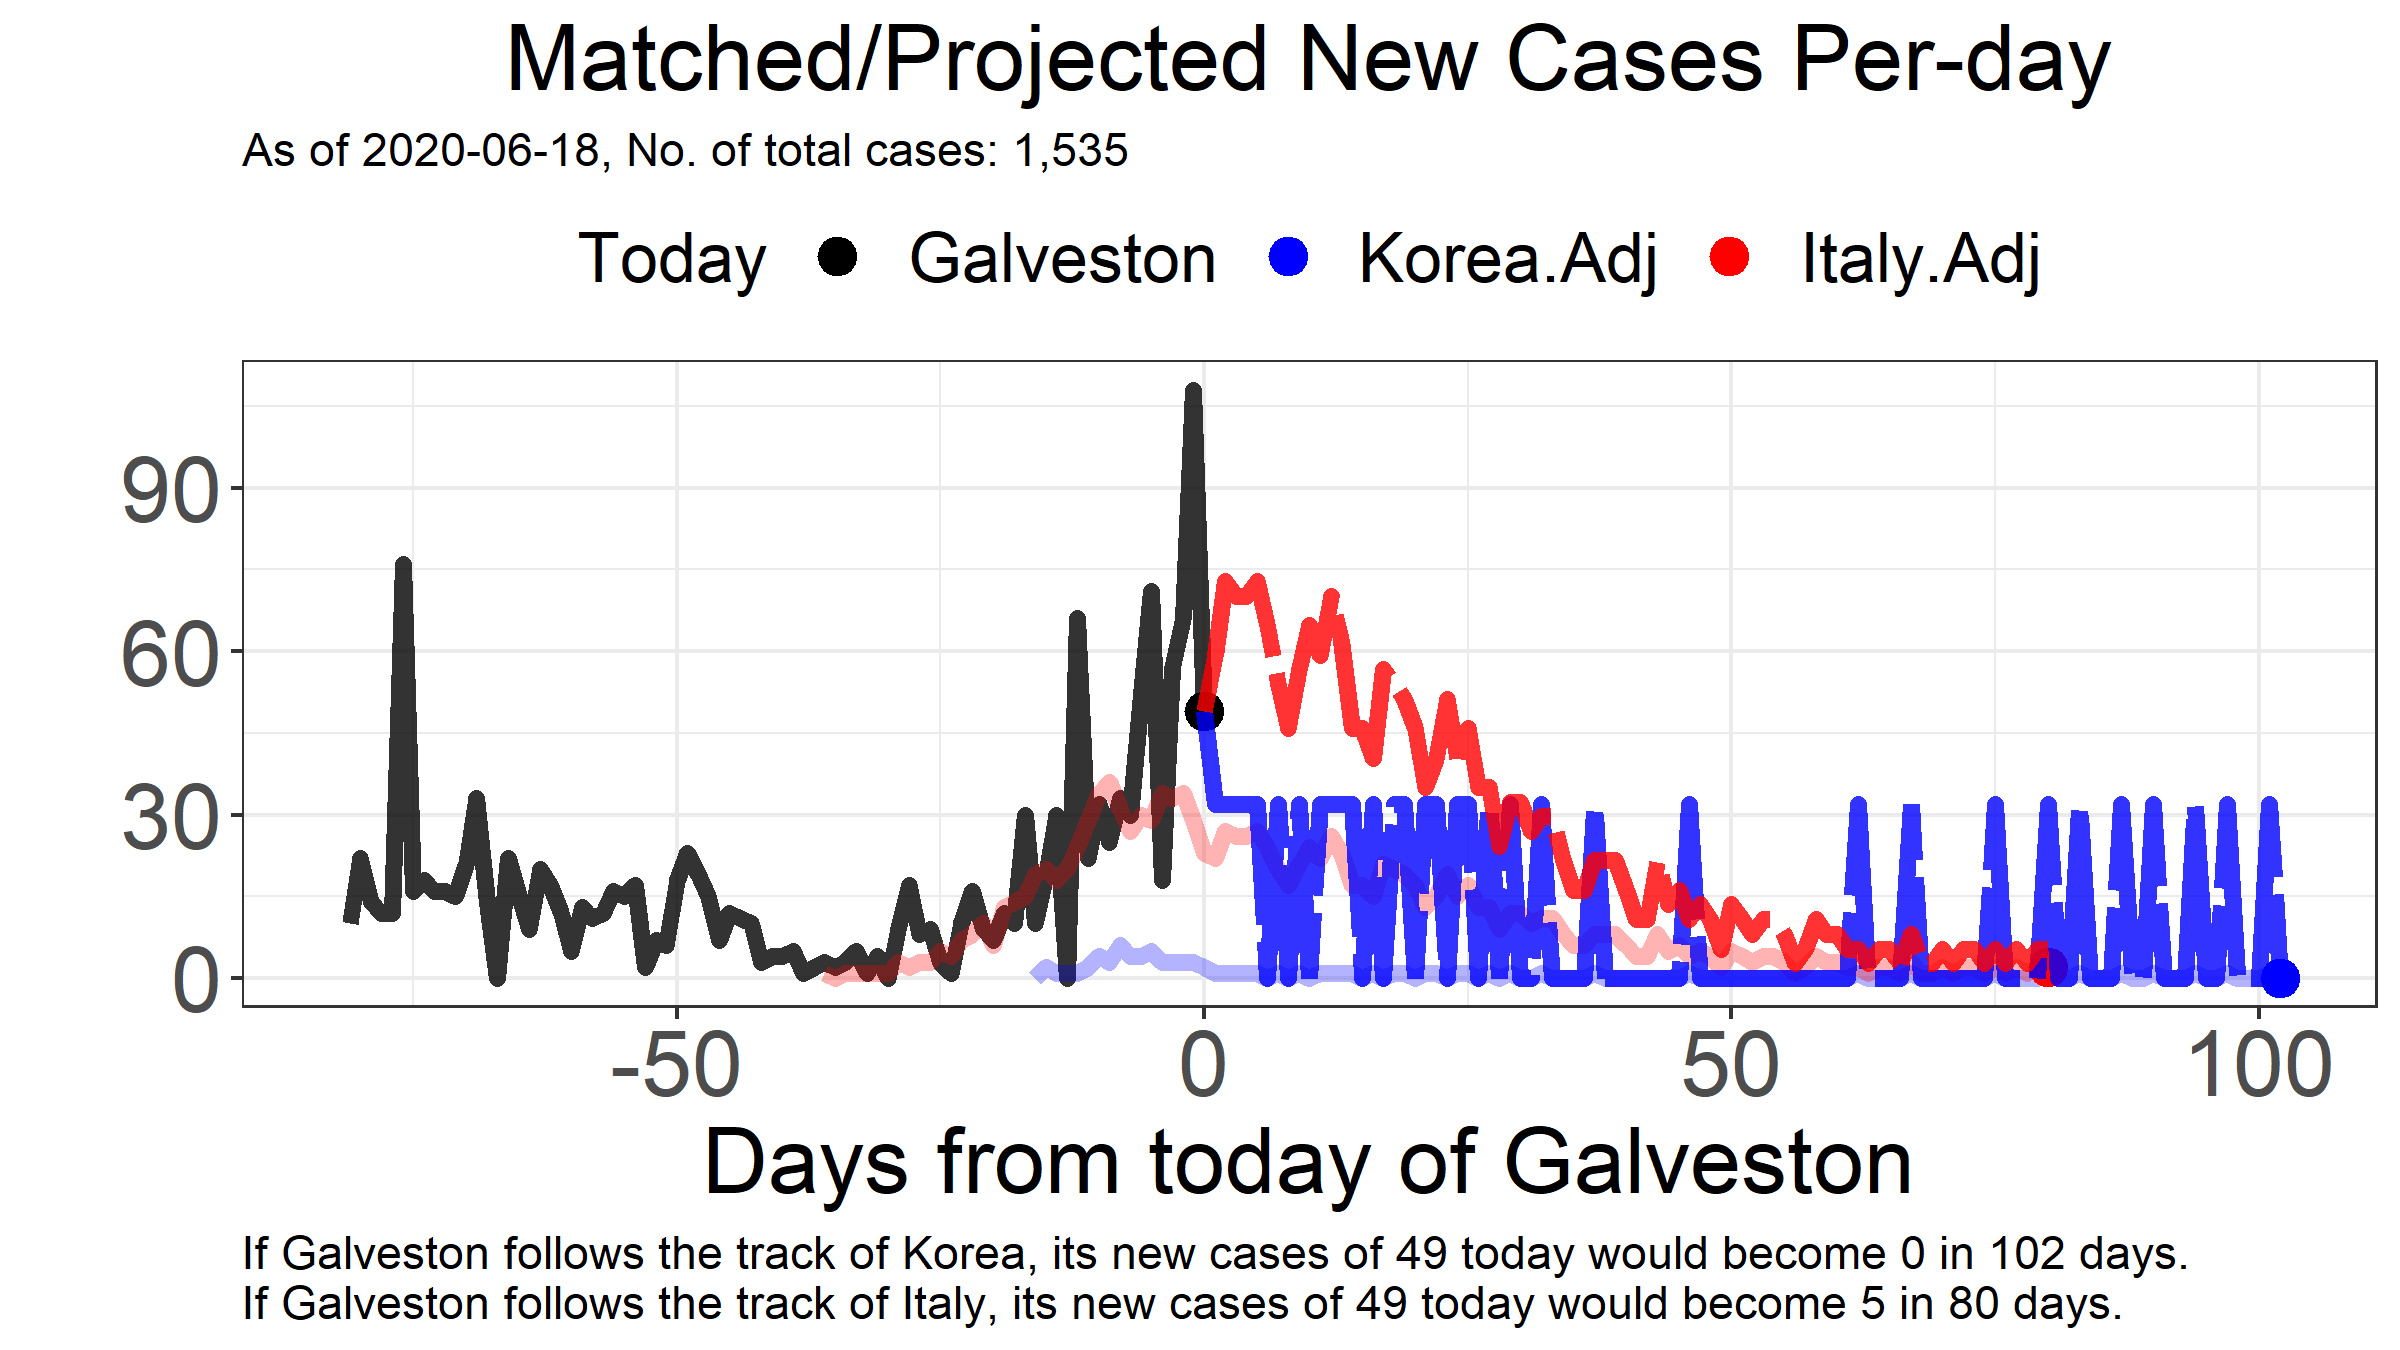 Matched/Projected New Cases Per-day
As of 2020-06-18, No. of total cases: 1,535
Today Galveston Korea.Adj Italy.Adj
90
60
30
0
-50 0 50 100
Days from today of Galveston
If Galveston follows the track of Korea, its new cases of 49 today would become 0 in 102 days.
If Galveston follows the track of Italy, its new cases of 49 today would become 5 in 80 days.